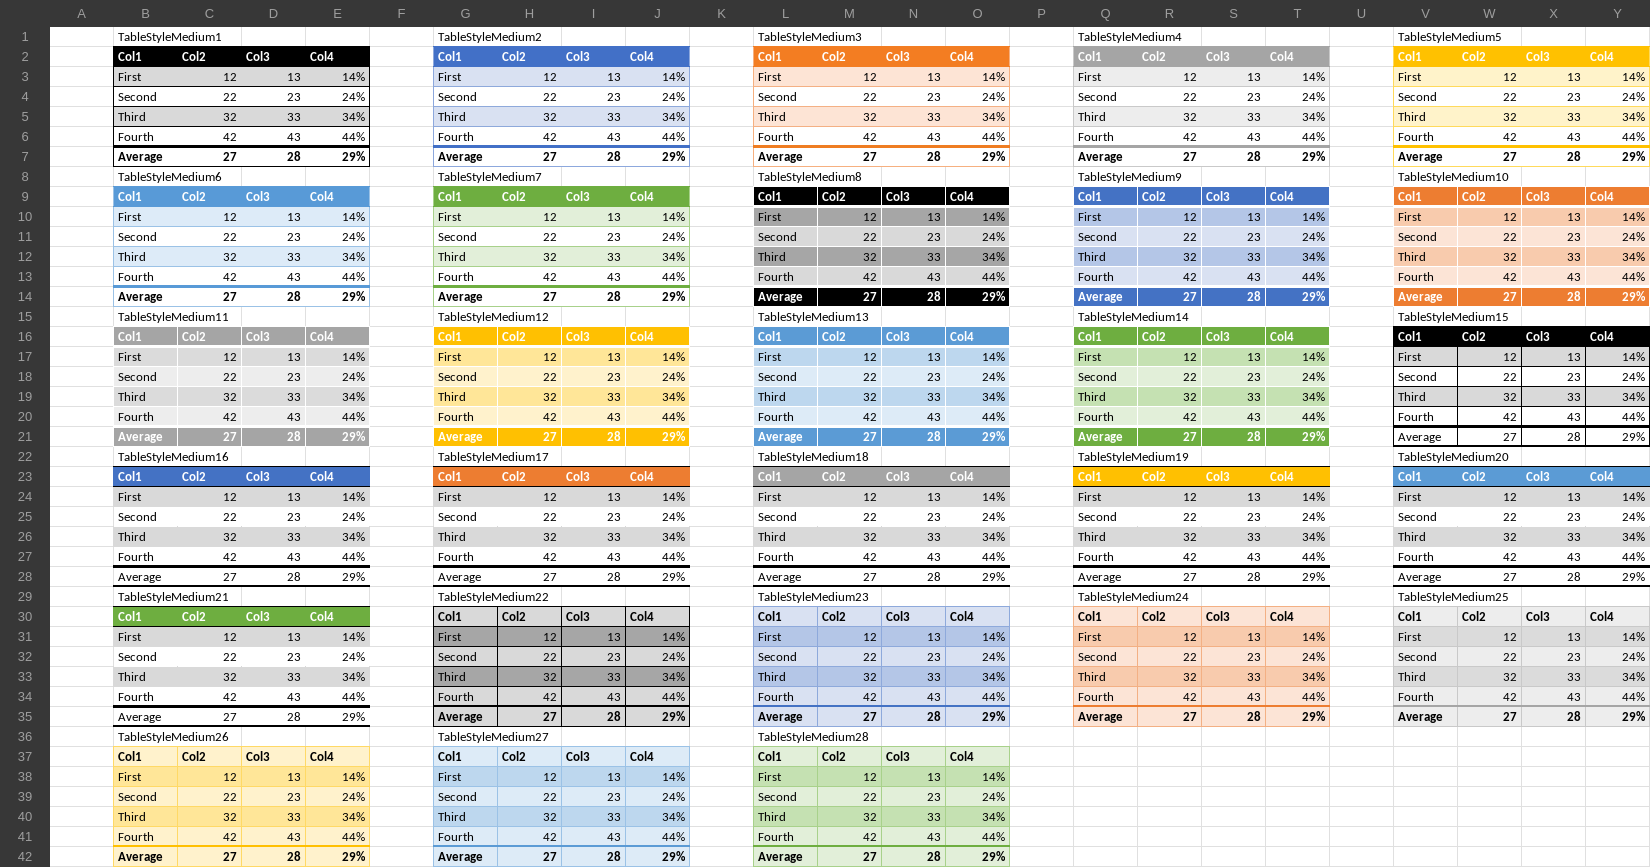 A B C D E F G H I J K L M N O P Q R S T U V W X Y
1 TableStyleMedium1 TableStyleMedium2 TableStyleMedium3 TableStyleMedium4 TableStyleMedium5
2 Col1 Col2 Col3 Col4 Col1 Col2 Col3 Col4 Col1 Col2 Col3 Col4 Col1 Col2 Col3 Col4 Col1 Col2 Col3 Col4
3 First 12 13 14% First 12 13 14% First 12 13 14% First 12 13 14% First 12 13 14%
4 Second 22 23 24% Second 22 23 24% Second 22 23 24% Second 22 23 24% Second 22 23 24%
5 Third 32 33 34% Third 32 33 34% Third 32 33 34% Third 32 33 34% Third 32 33 34%
6 Fourth 42 43 44% Fourth 42 43 44% Fourth 42 43 44% Fourth 42 43 44% Fourth 42 43 44%
7 Average 27 28 29% Average 27 28 29% Average 27 28 29% Average 27 28 29% Average 27 28 29%
8 TableStyleMedium6 TableStyleMedium7 TableStyleMedium8 TableStyleMedium9 TableStyleMedium10
9 Col1 Col2 Col3 Col4 Col1 Col2 Col3 Col4 Col1 Col2 Col3 Col4 Col1 Col2 Col3 Col4 Col1 Col2 Col3 Col4
10 First 12 13 14% First 12 13 14% First 12 13 14% First 12 13 14% First 12 13 14%
11 Second 22 23 24% Second 22 23 24% Second 22 23 24% Second 22 23 24% Second 22 23 24%
12 Third 32 33 34% Third 32 33 34% Third 32 33 34% Third 32 33 34% Third 32 33 34%
13 Fourth 42 43 44% Fourth 42 43 44% Fourth 42 43 44% Fourth 42 43 44% Fourth 42 43 44%
14 Average 27 28 29% Average 27 28 29% Average 27 28 29% Average 27 28 29% Average 27 28 29%
15 TableStyleMedium11 TableStyleMedium12 TableStyleMedium13 TableStyleMedium14 TableStyleMedium15
16 Col1 Col2 Col3 Col4 Col1 Col2 Col3 Col4 Col1 Col2 Col3 Col4 Col1 Col2 Col3 Col4 Col1 Col2 Col3 Col4
17 First 12 13 14% First 12 13 14% First 12 13 14% First 12 13 14% First 12 13 14%
18 Second 22 23 24% Second 22 23 24% Second 22 23 24% Second 22 23 24% Second 22 23 24%
19 Third 32 33 34% Third 32 33 34% Third 32 33 34% Third 32 33 34% Third 32 33 34%
20 Fourth 42 43 44% Fourth 42 43 44% Fourth 42 43 44% Fourth 42 43 44% Fourth 42 43 44%
21 Average 27 28 29% Average 27 28 29% Average 27 28 29% Average 27 28 29% Average 27 28 29%
22 TableStyleMedium16 TableStyleMedium17 TableStyleMedium18 TableStyleMedium19 TableStyleMedium20
23 Col1 Col2 Col3 Col4 Col1 Col2 Col3 Col4 Col1 Col2 Col3 Col4 Col1 Col2 Col3 Col4 Col1 Col2 Col3 Col4
24 First 12 13 14% First 12 13 14% First 12 13 14% First 12 13 14% First 12 13 14%
25 Second 22 23 24% Second 22 23 24% Second 22 23 24% Second 22 23 24% Second 22 23 24%
26 Third 32 33 34% Third 32 33 34% Third 32 33 34% Third 32 33 34% Third 32 33 34%
27 Fourth 42 43 44% Fourth 42 43 44% Fourth 42 43 44% Fourth 42 43 44% Fourth 42 43 44%
28 Average 27 28 29% Average 27 28 29% Average 27 28 29% Average 27 28 29% Average 27 28 29%
29 TableStyleMedium21 TableStyleMedium22 TableStyleMedium23 TableStyleMedium24 TableStyleMedium25
30 Col1 Col2 Col3 Col4 Col1 Col2 Col3 Col4 Col1 Col2 Col3 Col4 Col1 Col2 Col3 Col4 Col1 Col2 Col3 Col4
31 First 12 13 14% First 12 13 14% First 12 13 14% First 12 13 14% First 12 13 14%
32 Second 22 23 24% Second 22 23 24% Second 22 23 24% Second 22 23 24% Second 22 23 24%
33 Third 32 33 34% Third 32 33 34% Third 32 33 34% Third 32 33 34% Third 32 33 34%
34 Fourth 42 43 44% Fourth 42 43 44% Fourth 42 43 44% Fourth 42 43 44% Fourth 42 43 44%
35 Average 27 28 29% Average 27 28 29% Average 27 28 29% Average 27 28 29% Average 27 28 29%
36 TableStyleMedium26 TableStyleMedium27 TableStyleMedium28
37 Col1 Col2 Col3 Col4 Col1 Col2 Col3 Col4 Col1 Col2 Col3 Col4
38 First 12 13 14% First 12 13 14% First 12 13 14%
39 Second 22 23 24% Second 22 23 24% Second 22 23 24%
40 Third 32 33 34% Third 32 33 34% Third 32 33 34%
41 Fourth 42 43 44% Fourth 42 43 44% Fourth 42 43 44%
42 Average 27 28 29% Average 27 28 29% Average 27 28 29%